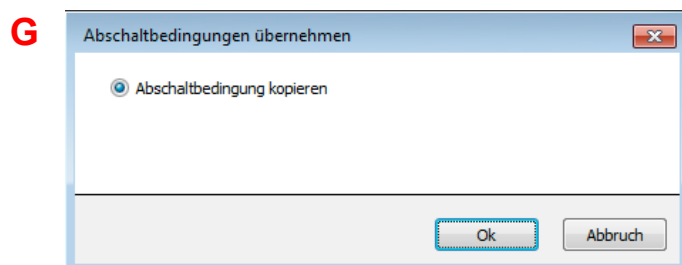 G
Abschaltbedingungen übernehmen
Abschaltbedingung kopieren
Ok Abbruch